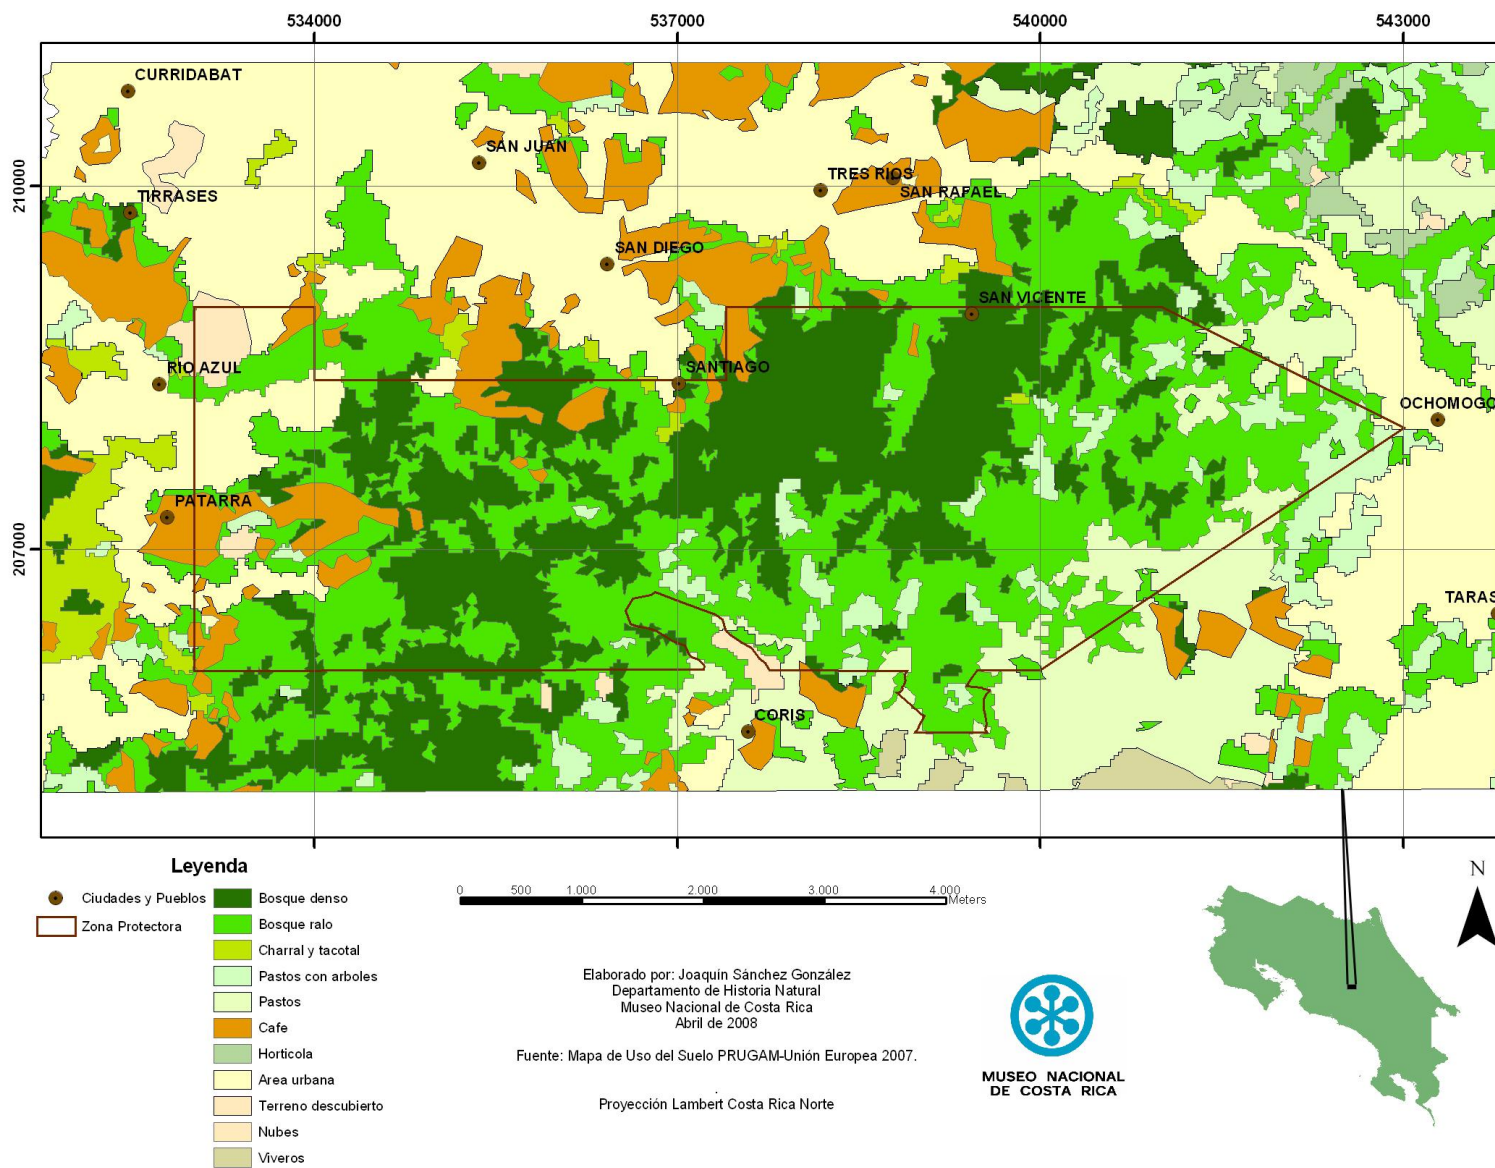 534000
537000
540000
543000
CURRIDABAT
SAN JUAN
210000
TIRRASES
TRES RIOS
SAN RAFAEL
SAN DIEGO
SAN VICENTE
RIO AZUL
SANTIAGO
OCHOMOGO
PATARRA
207000
TARAS
CORIS
Leyenda
Ciudades y Pueblos
Zona Protectora
Bosque denso
Bosque ralo
Charral y tacotal
Pastos con arboles
Pastos
Cafe
Horticola
Area urbana
Terreno descubierto
Nubes
Viveros
0 500 1.000 2.000 3.000 4.000
Meters
Elaborado por: Joaquín Sánchez González
Departamento de Historia Natural
Museo Nacional de Costa Rica
Abril de 2008
Fuente: Mapa de Uso del Suelo PRUGAM-Unión Europea 2007.
.
Proyección Lambert Costa Rica Norte
MUSEO NACIONAL
DE COSTA RICA
N